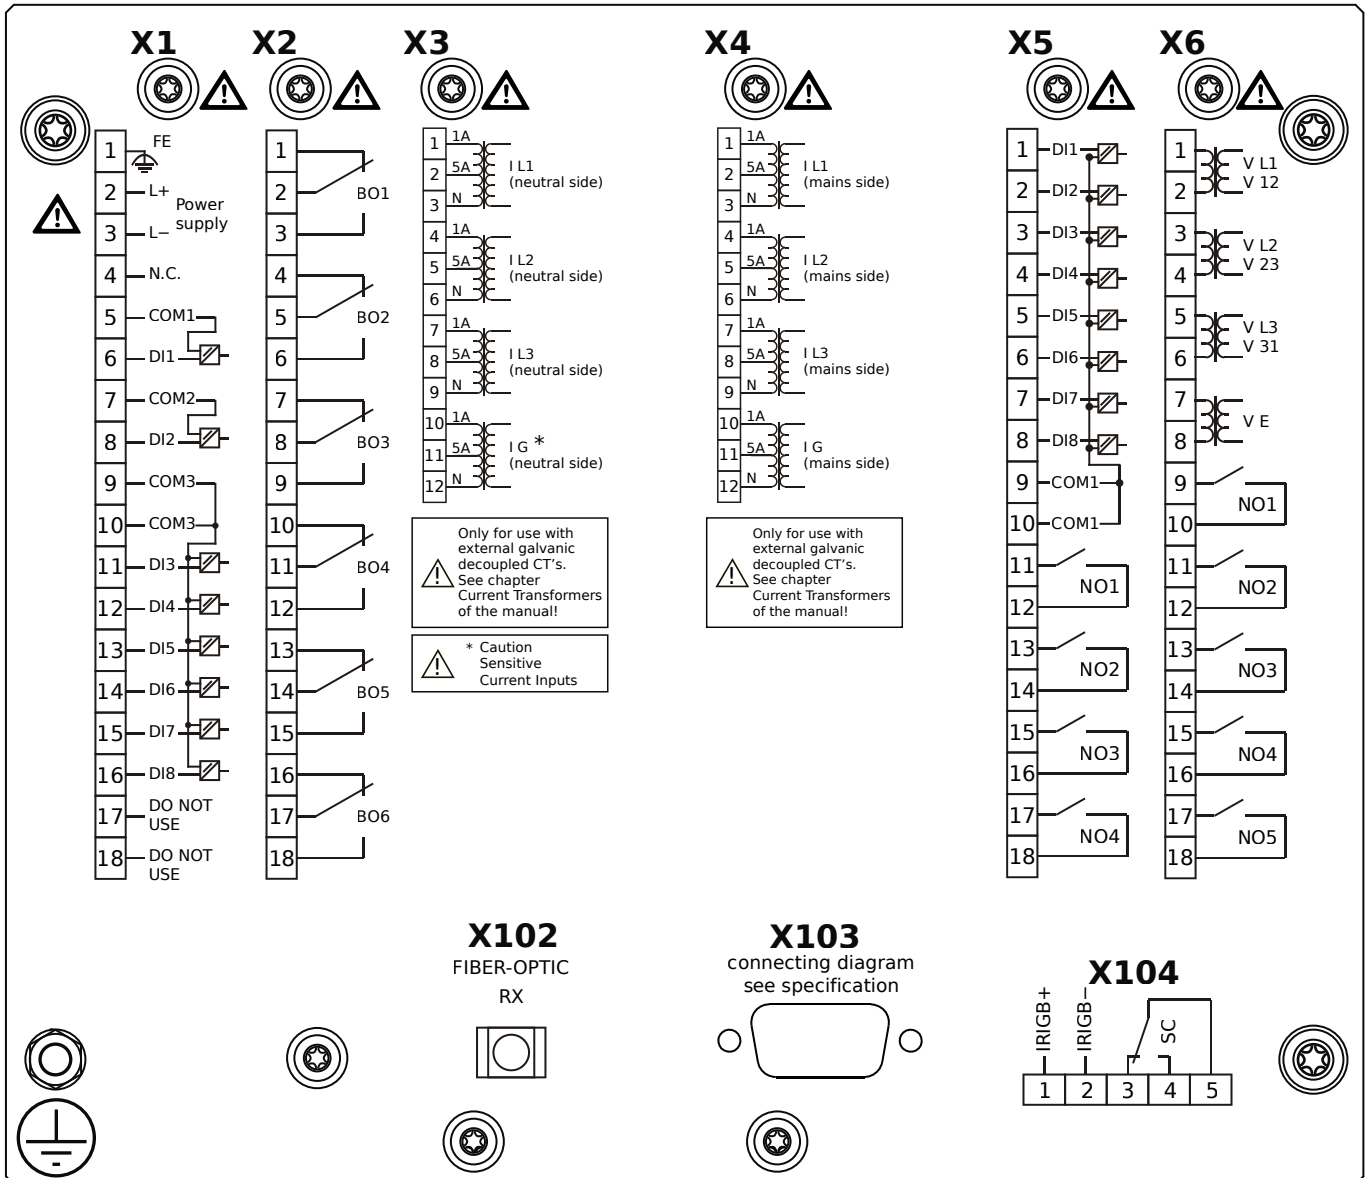 X1
1
FE
2
L+
Power
supply
3
L−
4
N.C.
5
COM1
6
DI1
7
COM2
8
DI2
9
COM3
10
COM3
11
DI3
12
DI4
13
DI5
14
DI6
15
DI7
16
DI8
17
DO NOT
USE
18
DO NOT
USE
X2
1
2
BO1
3
4
5
BO2
6
7
8
BO3
9
10
11
BO4
12
13
14
BO5
15
16
17
BO6
18
X3
1
1A
2
5A
I L1
(neutral side)
3
N
4
1A
5
5A
I L2
(neutral side)
6
N
7
1A
8
5A
I L3
(neutral side)
9
N
10
1A
11
5A
I G *
(neutral side)
12
N
Only for use with
external galvanic
decoupled CT's.
See chapter
Current Transformers
of the manual!
* Caution
Sensitive
Current Inputs
X4
1
1A
2
5A
I L1
(mains side)
3
N
4
1A
5
5A
I L2
(mains side)
6
N
7
1A
8
5A
I L3
(mains side)
9
N
10
1A
11
5A
I G
(mains side)
12
N
Only for use with
external galvanic
decoupled CT's.
See chapter
Current Transformers
of the manual!
X5
1
DI1
2
DI2
3
DI3
4
DI4
5
DI5
6
DI6
7
DI7
8
DI8
9
COM1
10
COM1
11
NO1
12
13
NO2
14
15
NO3
16
17
NO4
18
X6
1
V L1
V 12
2
3
V L2
V 23
4
5
V L3
V 31
6
7
V E
8
9
NO1
10
11
NO2
12
13
NO3
14
15
NO4
16
17
NO5
18
X102
FIBER-OPTIC
RX
X103
connecting diagram
see specification
X104
IRIGB+
IRIGB−
SC
1 2 3 4 5